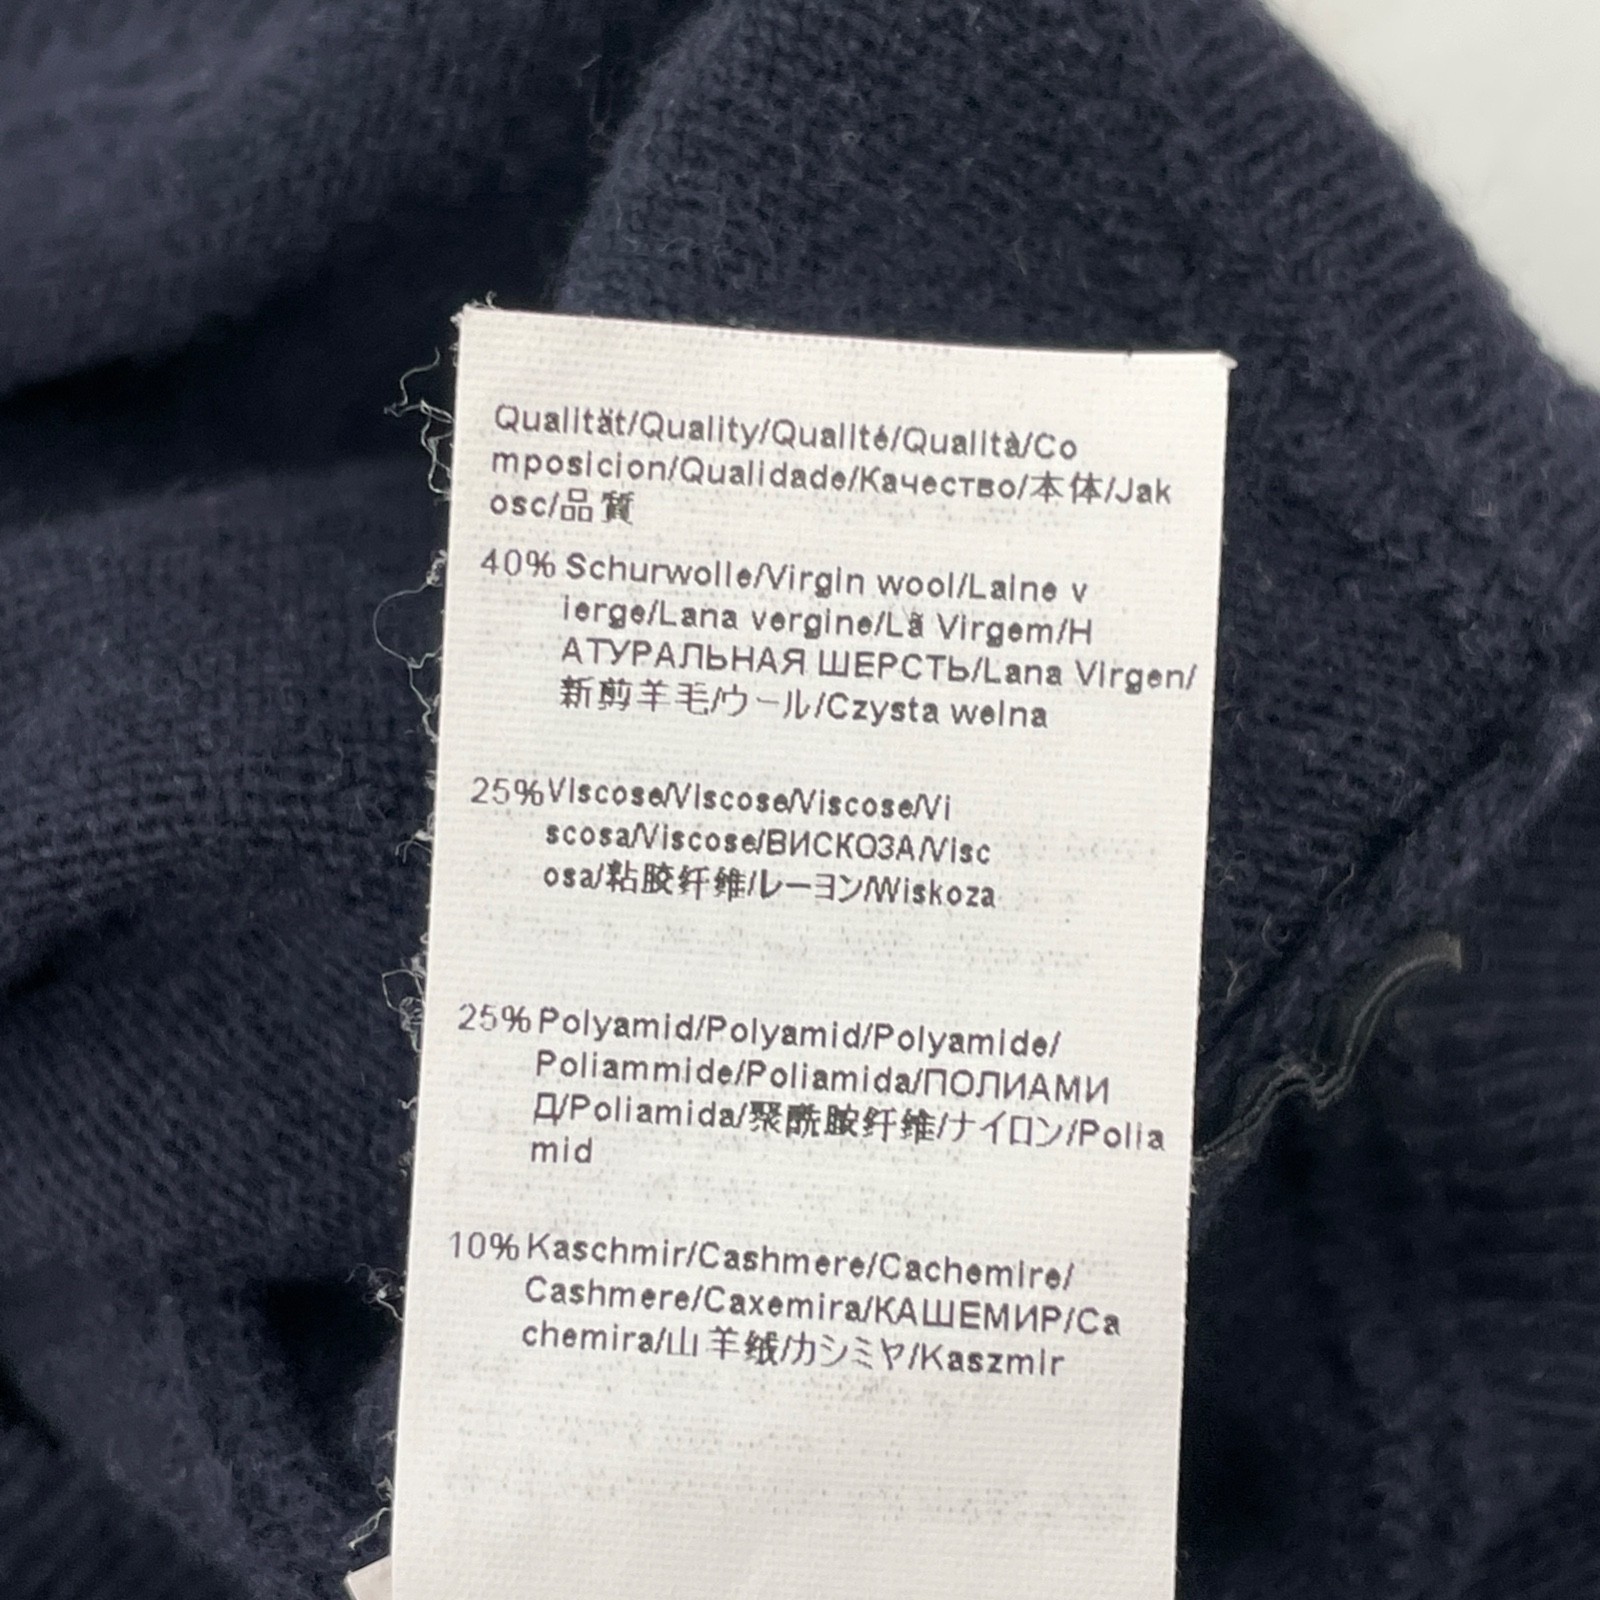 Qualität/Quality/Qualité/Qualità/Co
mposicion/Qualidade/Качество/本体/Jak
osc/品質
40% Schurwolle/Virgin wool/Laine v
ierge/Lana vergine/Lã Virgem/Н
АТУРАЛЬНАЯ ШЕРСТЬ/Lana Virgen/
新剪羊毛/ウール/Czysta welna
25% Viscose/Viscose/Viscose/Vi
scosa/Viscose/ВИСКОЗА/Visc
osa/粘胶纤维/レーヨン/Wiskoza
25% Polyamid/Polyamid/Polyamide/
Poliammide/Poliamida/ПОЛИАМИ
Д/Poliamida/聚酰胺纤维/ナイロン/Polia
mid
10% Kaschmir/Cashmere/Cachemire/
Cashmere/Caxemira/КАШЕМИР/Ca
chemira/山羊绒/カシミヤ/Kaszmir